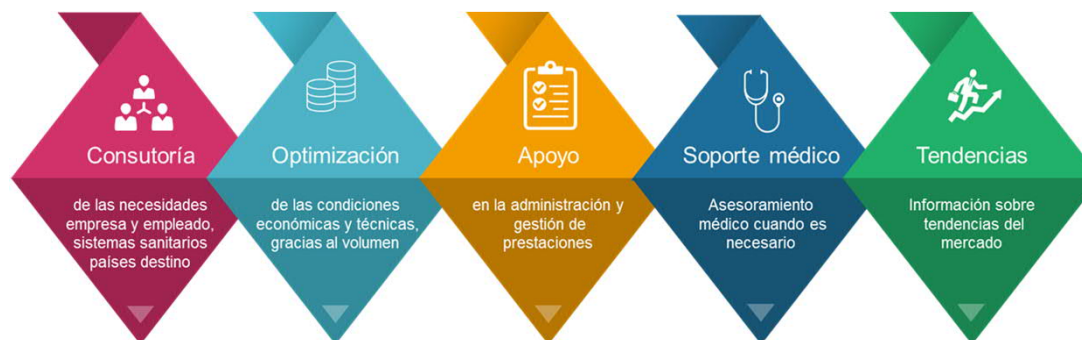 Consutoría
de las necesidades
empresa y empleado,
sistemas sanitarios
países destino
Optimización
de las condiciones
económicas y técnicas,
gracias al volumen
Apoyo
en la administración y
gestión de
prestaciones
Soporte médico
Asesoramiento
médico cuando es
necesario
Tendencias
Información sobre
tendencias del
mercado